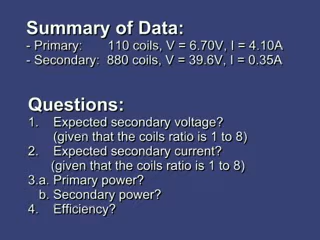 Summary of Data:
- Primary: 110 coils, V = 6.70V, I = 4.10A
- Secondary: 880 coils, V = 39.6V, I = 0.35A
Questions:
1. Expected secondary voltage?
(given that the coils ratio is 1 to 8)
2. Expected secondary current?
(given that the coils ratio is 1 to 8)
3.a. Primary power?
b. Secondary power?
4. Efficiency?